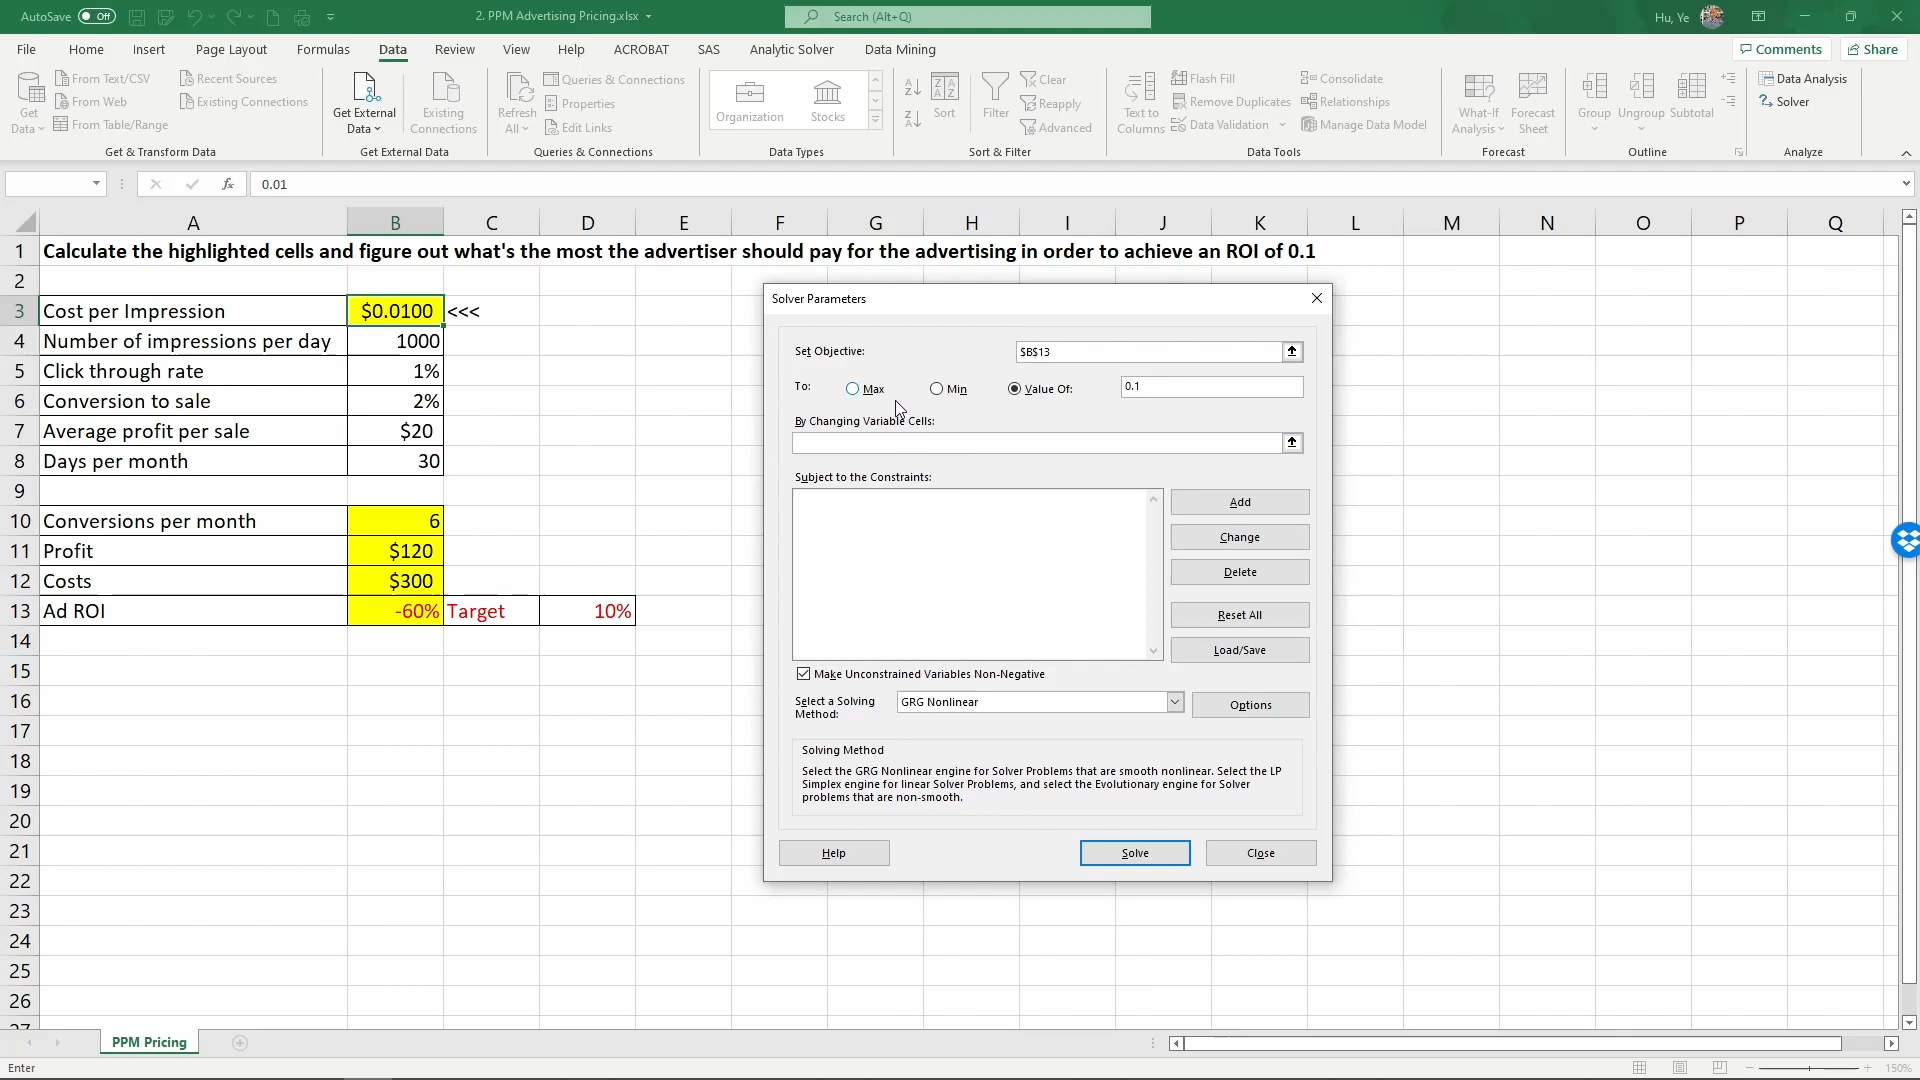 AutoSave Off 2. PPM Advertising Pricing.xlsx Search (Alt+Q) Hu, Ye
File Home Insert Page Layout Formulas Data Review View Help ACROBAT SAS Analytic Solver Data Mining Comments Share
Get Data
From Text/CSV
From Web
From Table/Range
Recent Sources
Existing Connections
Get & Transform Data
Get External Data
Existing Connections
Get External Data
Refresh All
Queries & Connections
Properties
Edit Links
Queries & Connections
Organization Stocks
Data Types
Sort
Filter
Clear
Reapply
Advanced
Sort & Filter
Text to Columns
Flash Fill
Remove Duplicates
Data Validation
Consolidate
Relationships
Manage Data Model
Data Tools
What-If Analysis
Forecast Sheet
Forecast
Group Ungroup Subtotal
Outline
Data Analysis
Solver
Analyze
fx 0.01
A B C D E F G H I J K L M N O P Q
1 Calculate the highlighted cells and figure out what's the most the advertiser should pay for the advertising in order to achieve an ROI of 0.1
2
3 Cost per Impression $0.0100 <<<
4 Number of impressions per day 1000
5 Click through rate 1%
6 Conversion to sale 2%
7 Average profit per sale $20
8 Days per month 30
9
10 Conversions per month 6
11 Profit $120
12 Costs $300
13 Ad ROI -60% Target 10%
14
15
16
17
18
19
20
21
22
23
24
25
26
27
Solver Parameters
Set Objective: $B$13
To: Max Min Value Of: 0.1
By Changing Variable Cells:
Subject to the Constraints:
Add
Change
Delete
Reset All
Load/Save
Make Unconstrained Variables Non-Negative
Select a Solving Method: GRG Nonlinear Options
Solving Method
Select the GRG Nonlinear engine for Solver Problems that are smooth nonlinear. Select the LP
Simplex engine for linear Solver Problems, and select the Evolutionary engine for Solver
problems that are non-smooth.
Help Solve Close
PPM Pricing
Enter 150%